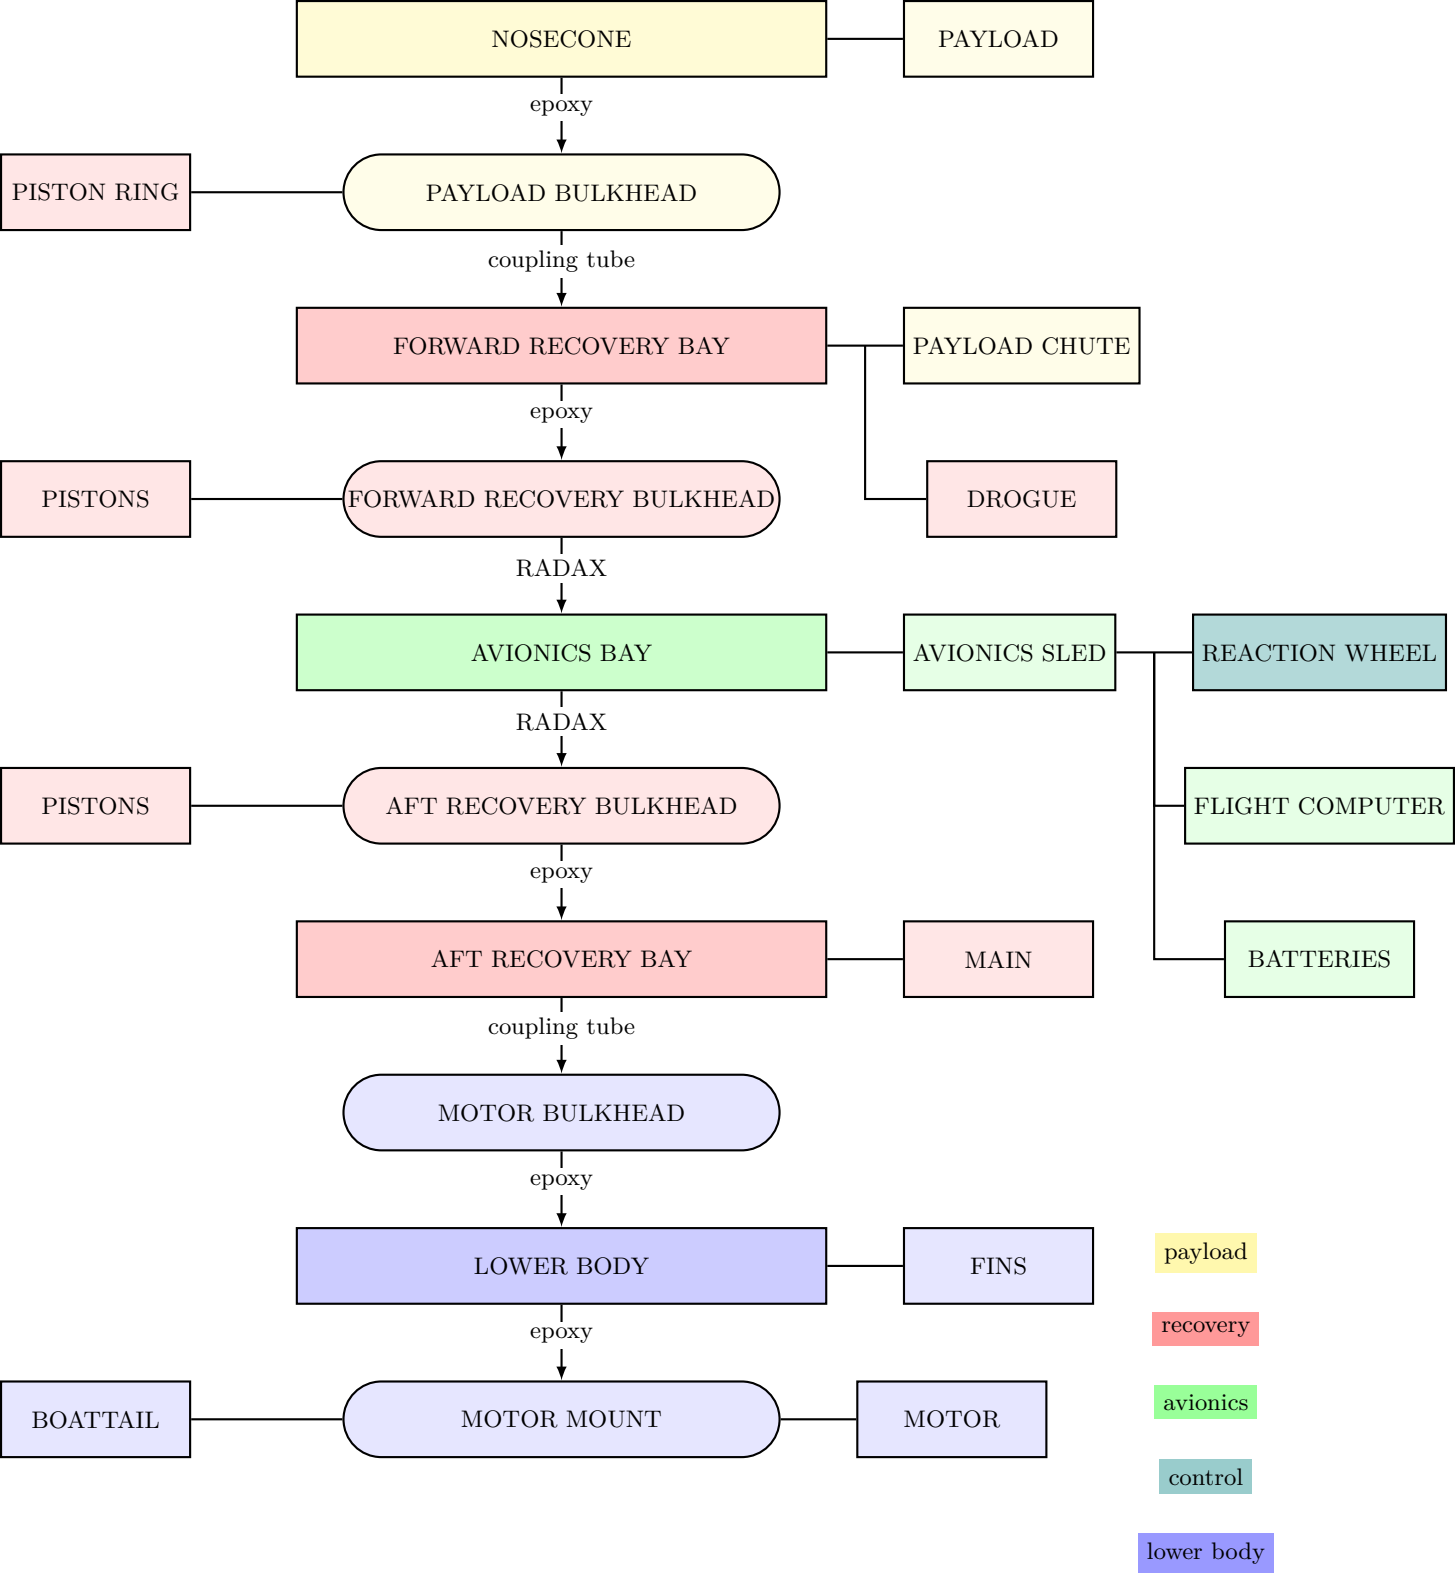 NOSECONE
PAYLOAD
epoxy
PISTON RING
PAYLOAD BULKHEAD
coupling tube
FORWARD RECOVERY BAY
PAYLOAD CHUTE
epoxy
PISTONS
FORWARD RECOVERY BULKHEAD
DROGUE
RADAX
AVIONICS BAY
AVIONICS SLED
REACTION WHEEL
RADAX
PISTONS
AFT RECOVERY BULKHEAD
FLIGHT COMPUTER
epoxy
AFT RECOVERY BAY
MAIN
BATTERIES
coupling tube
MOTOR BULKHEAD
epoxy
LOWER BODY
FINS
payload
epoxy
recovery
BOATTAIL
MOTOR MOUNT
MOTOR
avionics
control
lower body